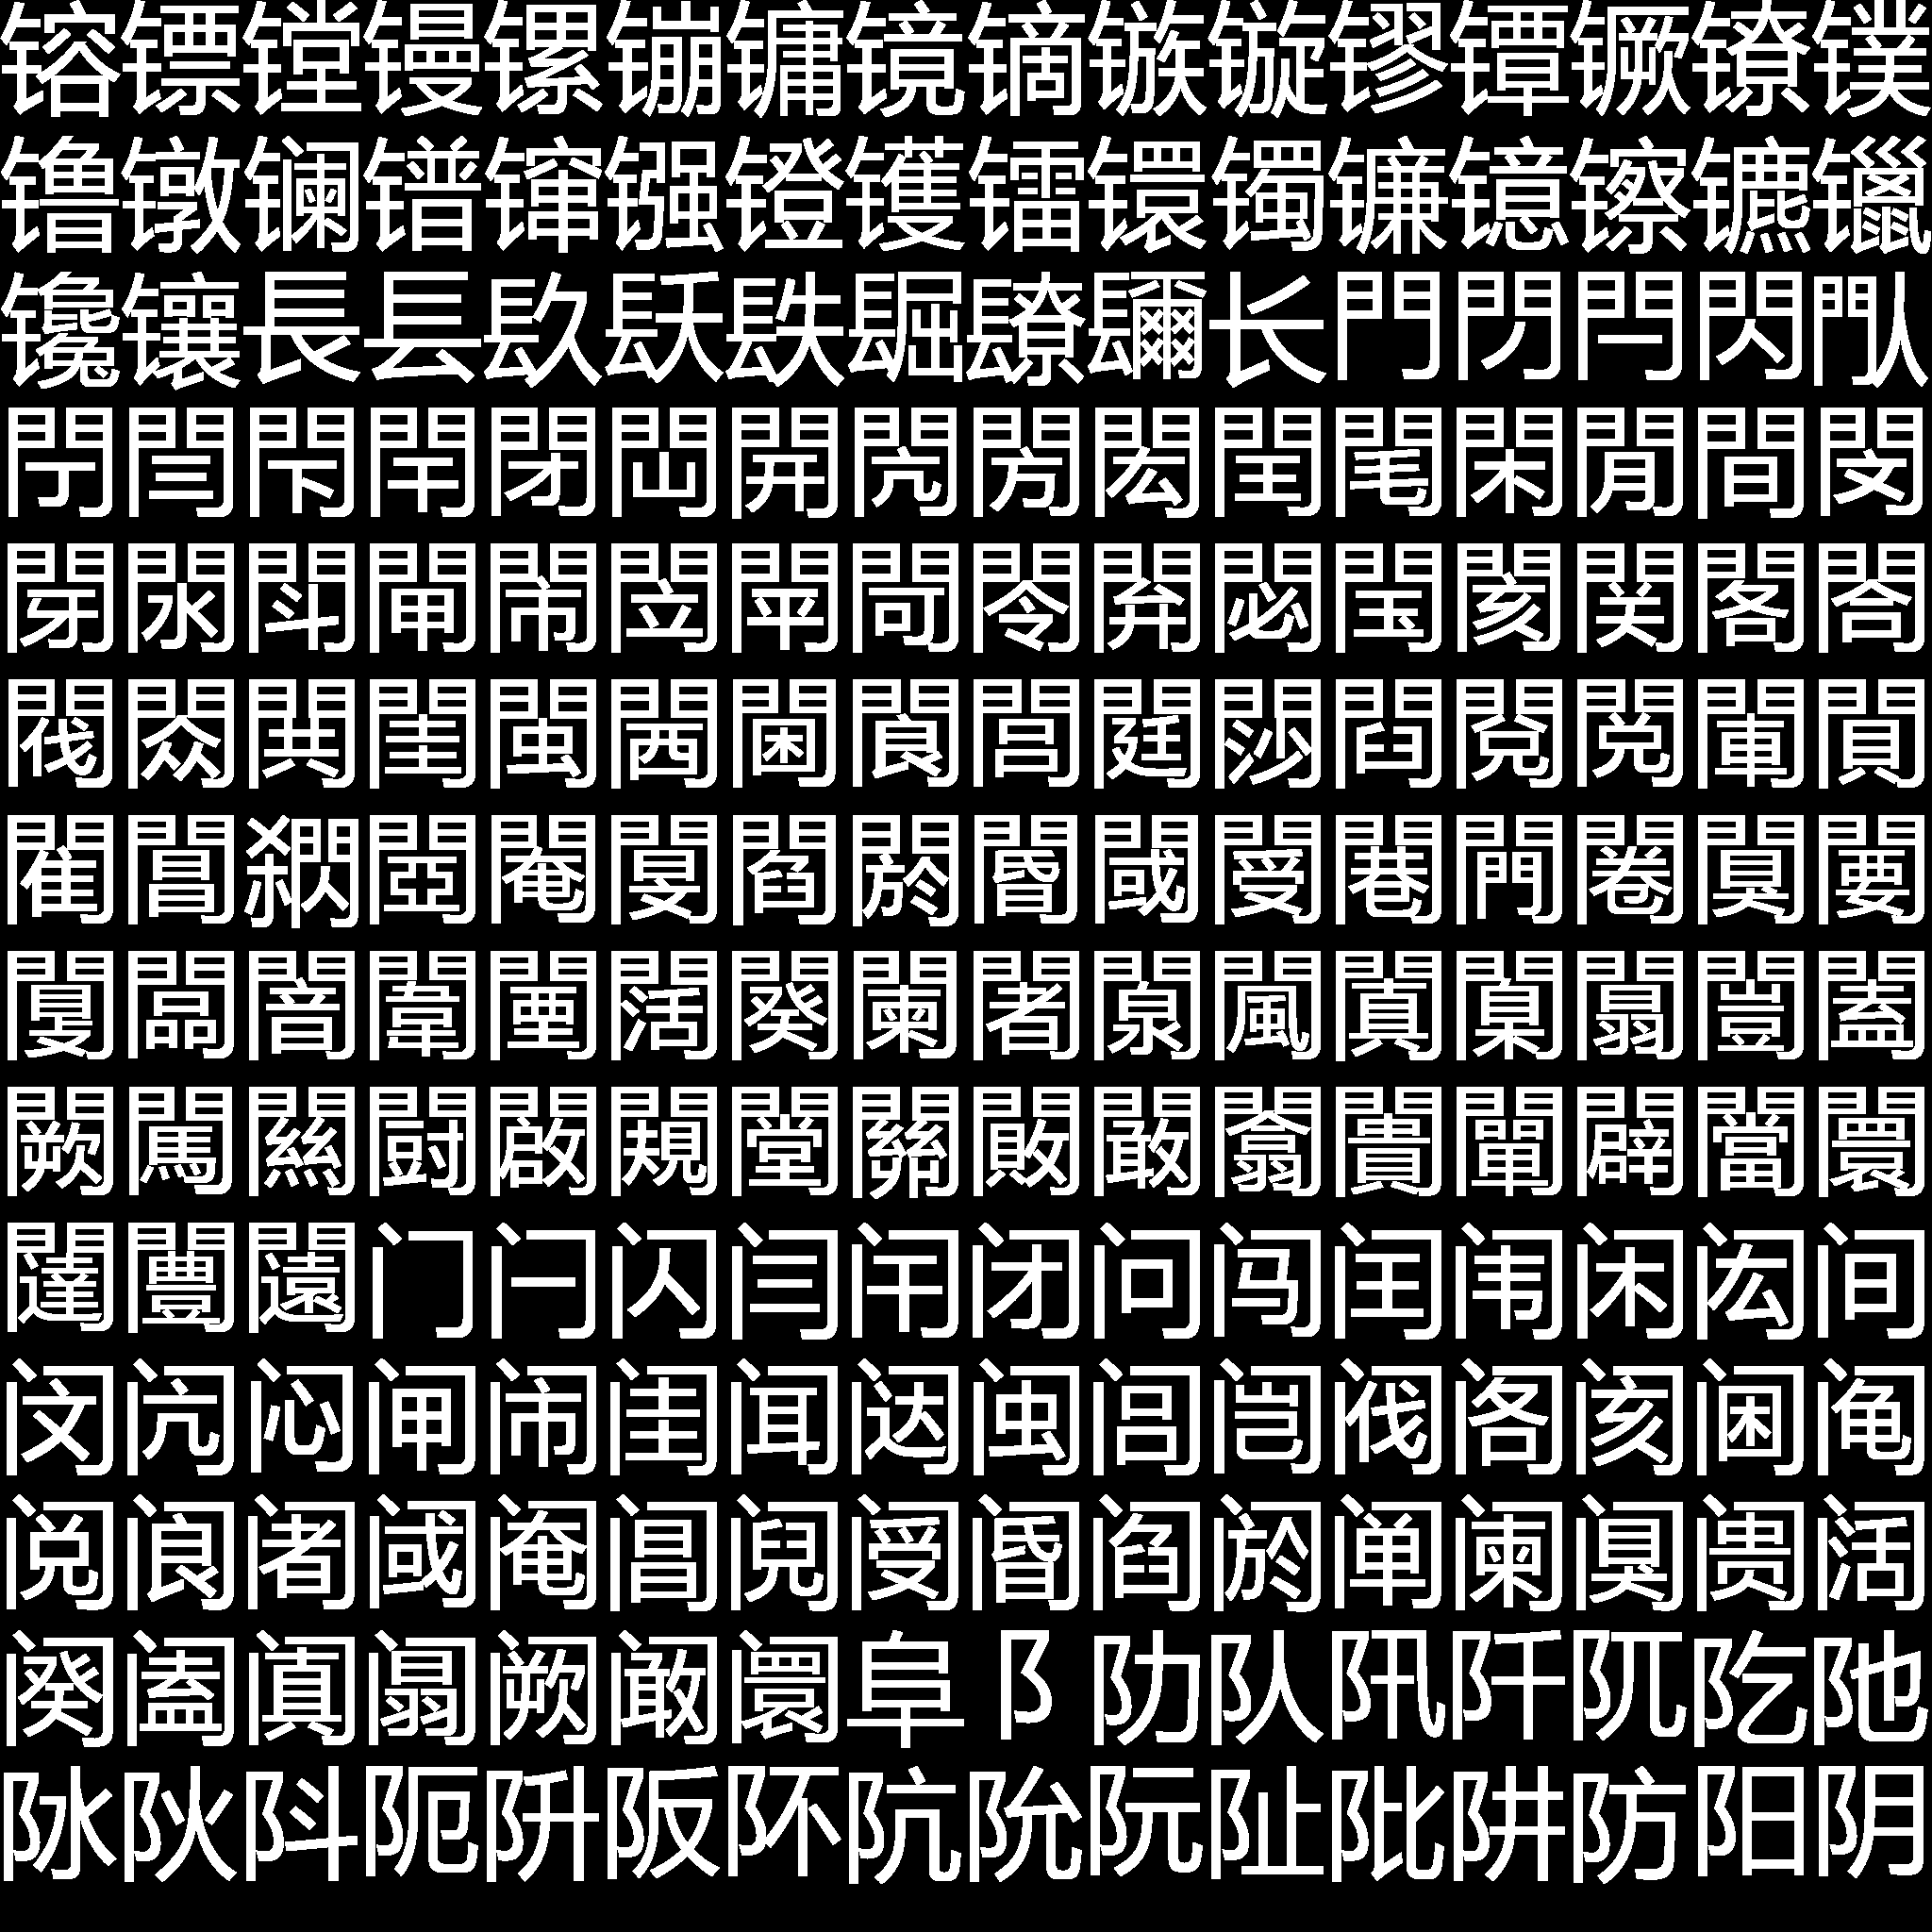 镕镖镗镘镙镚镛镜镝镞镟镠镡镢镣镤
镥镦镧镨镩镪镫镬镭镮镯镰镱镲镳镴
镵镶長镸镹镺镻镼镽镾长門閁閂閃閄
閅閆閇閈閉閊開閌閍閎閏閐閑閒間閔
閕閖閗閘閙閚閛閜閝閞閟閠閡関閣閤
閥閦閧閨閩閪閫閬閭閮閯閰閱閲閳閴
閵閶閷閸閹閺閻閼閽閾閿闀闁闂闃闄
闅闆闇闈闉闊闋闌闍闎闏闐闑闒闓闔
闕闖闗闘闙闚闛關闝闞闟闠闡闢闣闤
闥闦闧门闩闪闫闬闭问闯闰闱闲闳间
闵闶闷闸闹闺闻闼闽闾闿阀阁阂阃阄
阅阆阇阈阉阊阋阌阍阎阏阐阑阒阓阔
阕阖阗阘阙阚阛阜阝阞队阠阡阢阣阤
阥阦阧阨阩阪阫阬阭阮阯阰阱防阳阴